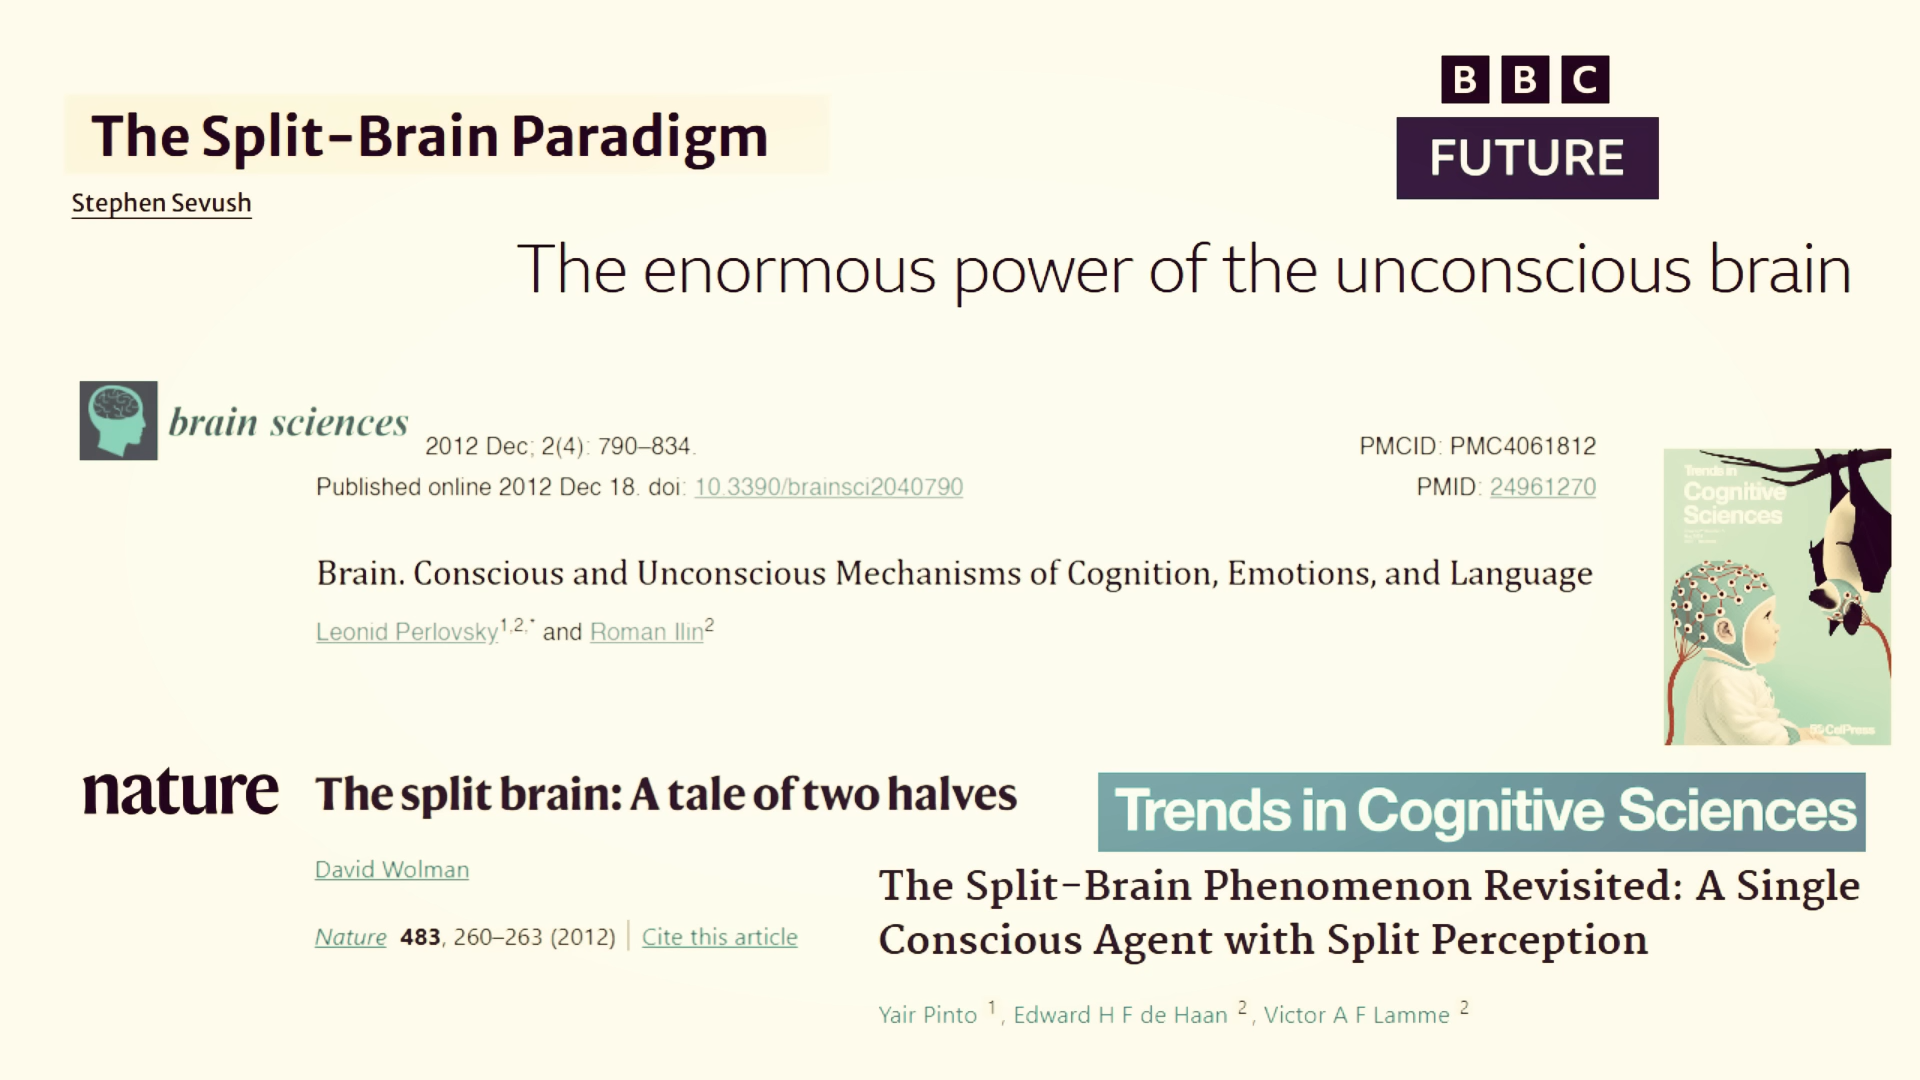 The Split-Brain Paradigm
Stephen Sevush
BBC
FUTURE
The enormous power of the unconscious brain
brain sciences
2012 Dec; 2(4): 790–834.
Published online 2012 Dec 18. doi: 10.3390/brainsci2040790
PMCID: PMC4061812
PMID: 24961270
Brain. Conscious and Unconscious Mechanisms of Cognition, Emotions, and Language
Leonid Perlovsky1,2,* and Roman Ilin2
Trends in
Cognitive
Sciences
CelPress
nature
The split brain: A tale of two halves
David Wolman
Nature 483, 260–263 (2012) | Cite this article
Trends in Cognitive Sciences
The Split-Brain Phenomenon Revisited: A Single
Conscious Agent with Split Perception
Yair Pinto 1, Edward H F de Haan 2, Victor A F Lamme 2